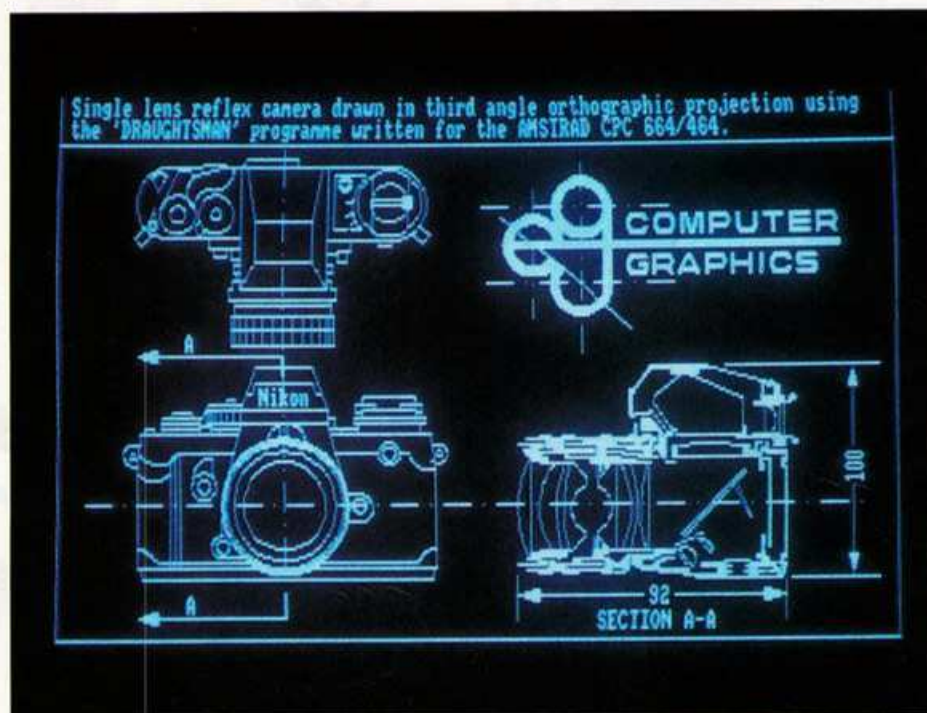 Single lens reflex camera drawn in third angle orthographic projection using
the 'DRAUGHTSMAN' programme written for the AMSTRAD CPC 664/464.
COMPUTER
GRAPHICS
A
Nikon
100
A
92
SECTION A-A